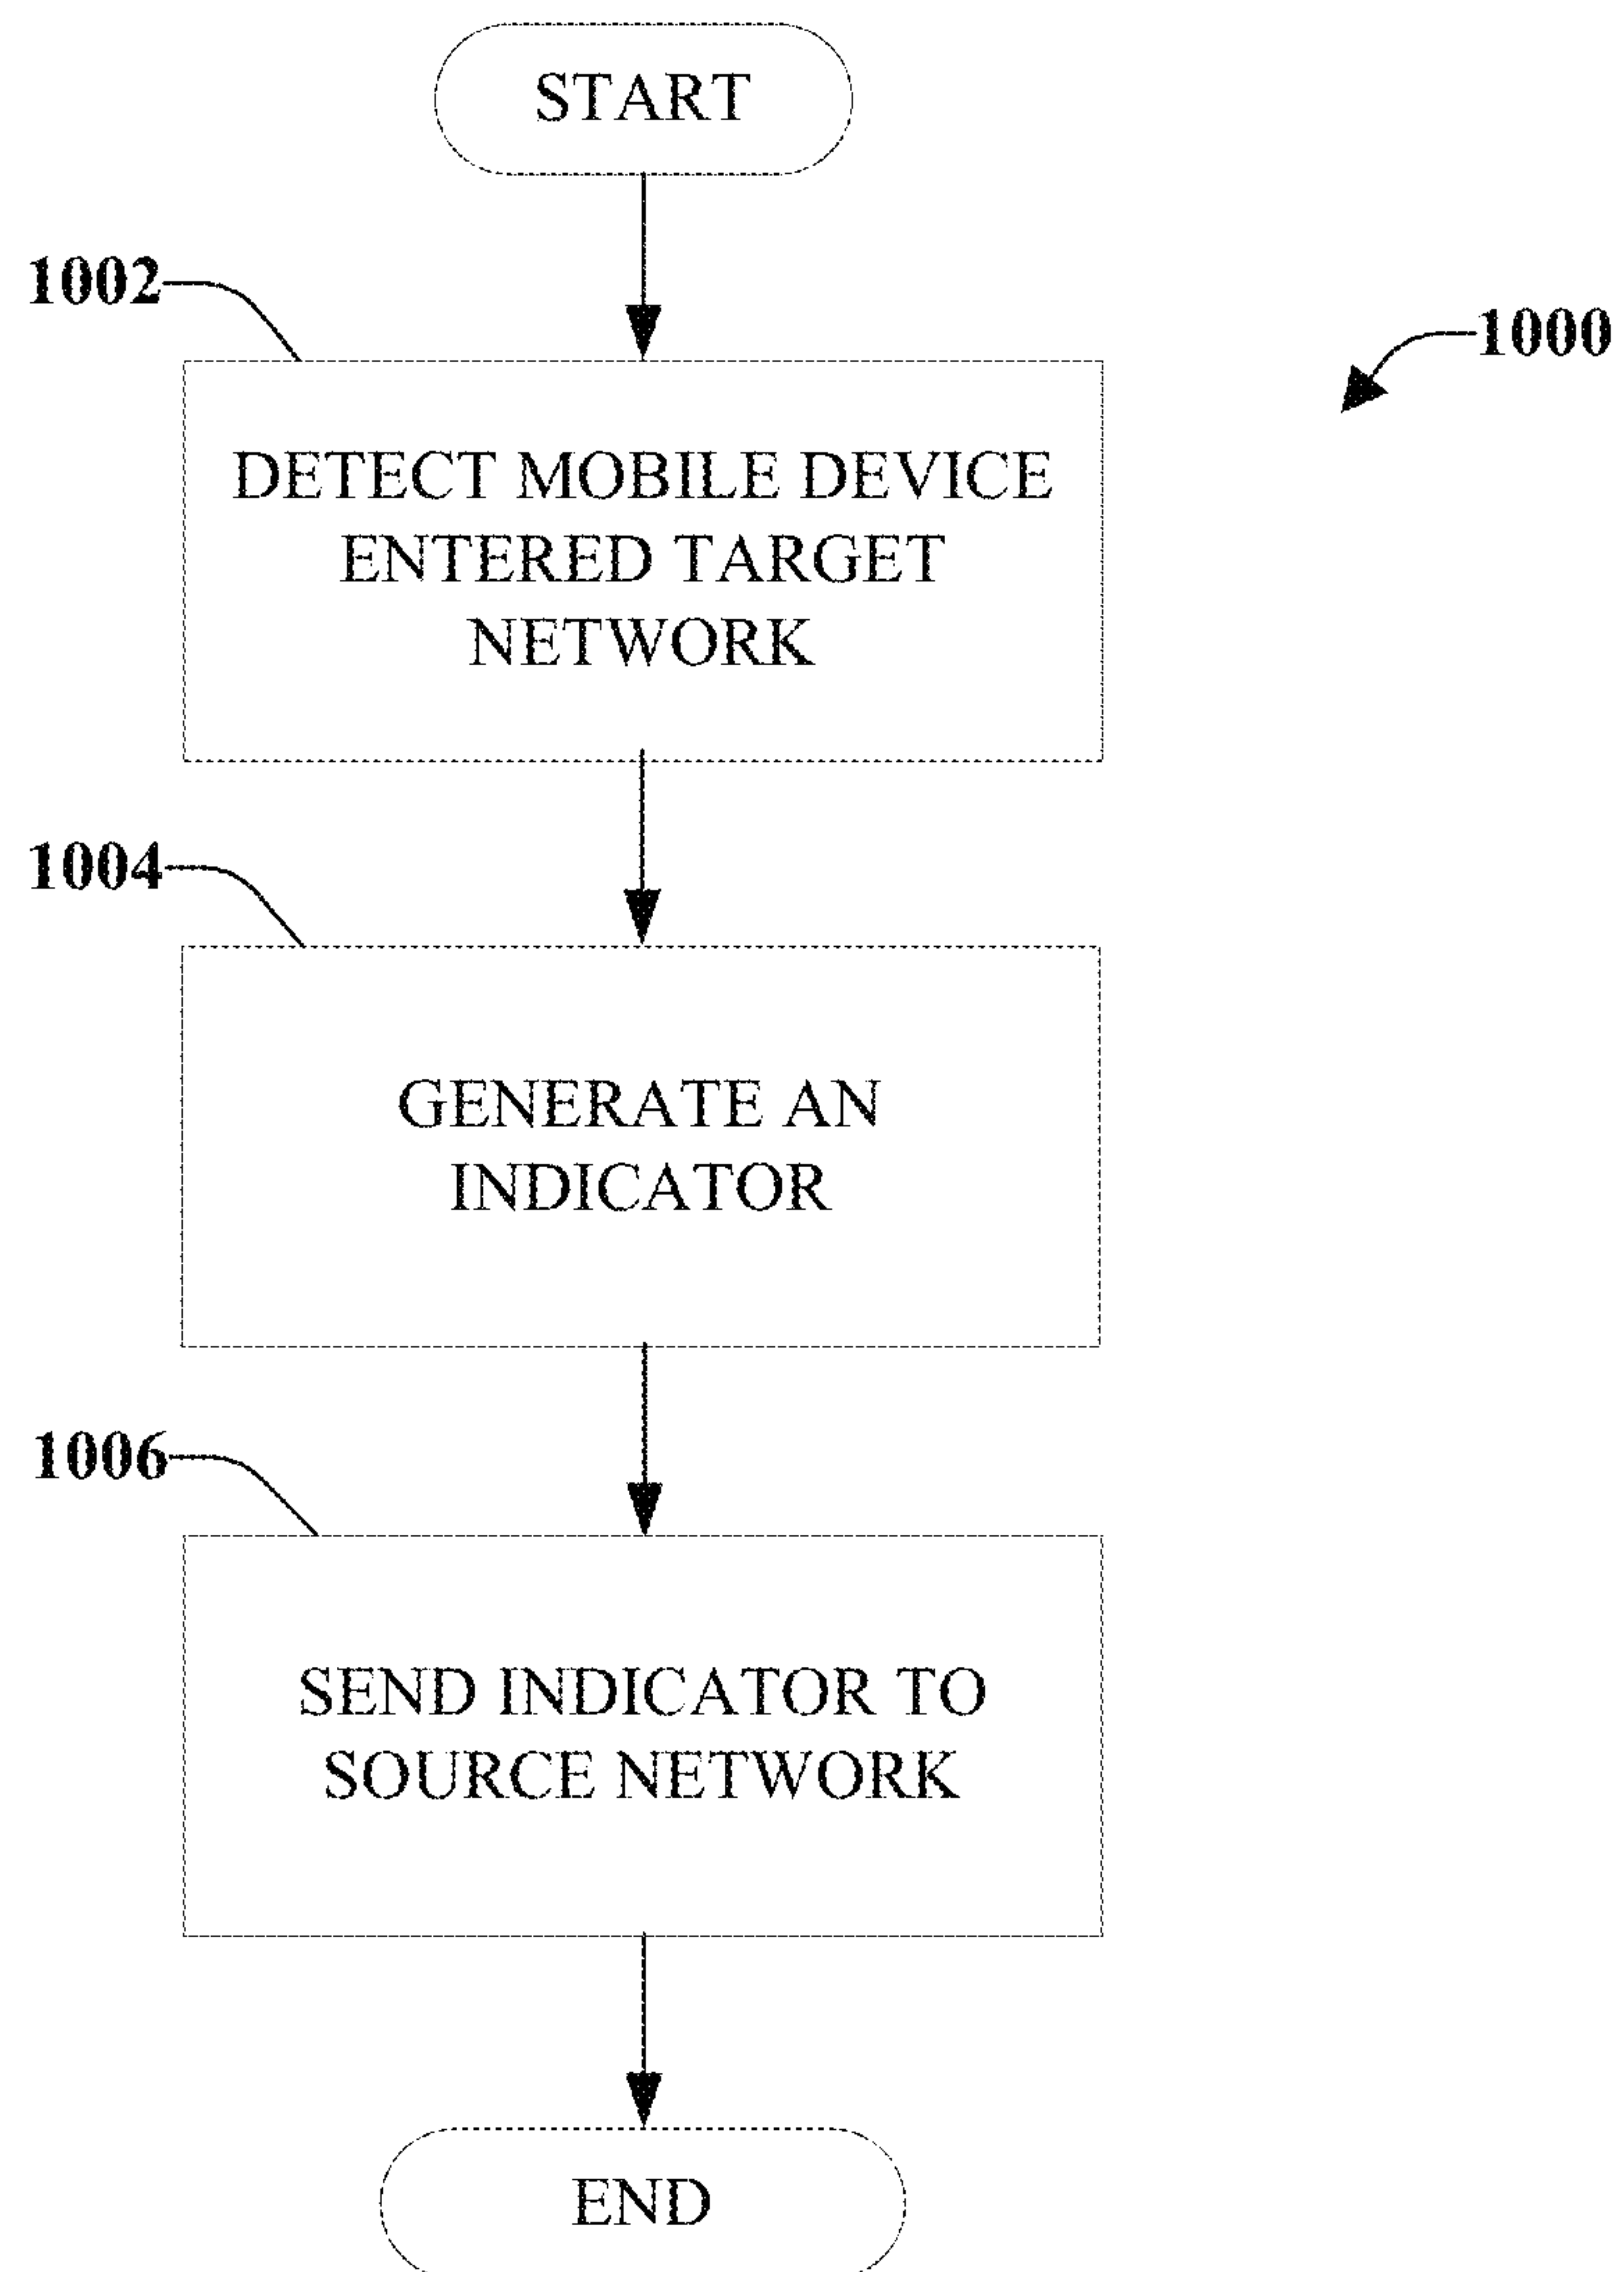 START
1002
1000
DETECT MOBILE DEVICE
ENTERED TARGET
NETWORK
1004
GENERATE AN
INDICATOR
1006
SEND INDICATOR TO
SOURCE NETWORK
END